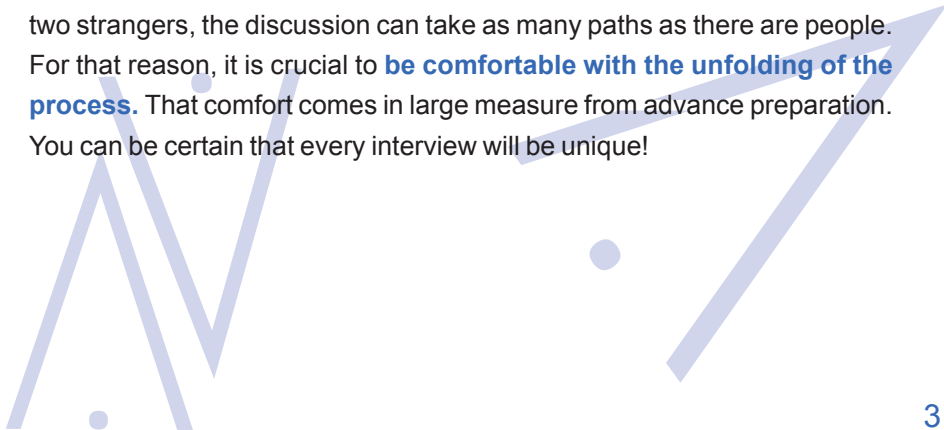 two strangers, the discussion can take as many paths as there are people.
For that reason, it is crucial to be comfortable with the unfolding of the
process. That comfort comes in large measure from advance preparation.
You can be certain that every interview will be unique!
3